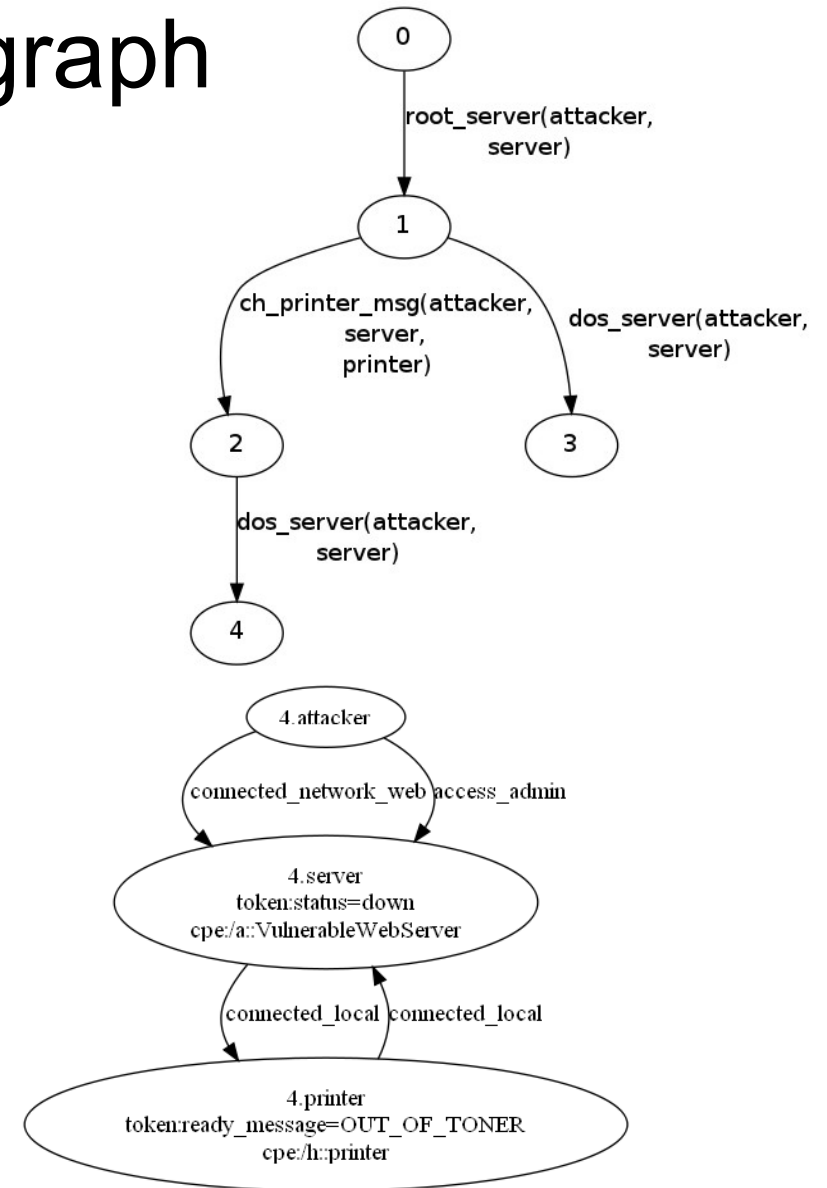 graph
0
root_server(attacker,
server)
1
ch_printer_msg(attacker,
server,
printer)
dos_server(attacker,
server)
2
3
dos_server(attacker,
server)
4
4.attacker
connected_network_web
access_admin
4.server
token:status=down
cpe:/a::VulnerableWebServer
connected_local
connected_local
4.printer
token:ready_message=OUT_OF_TONER
cpe:/h::printer